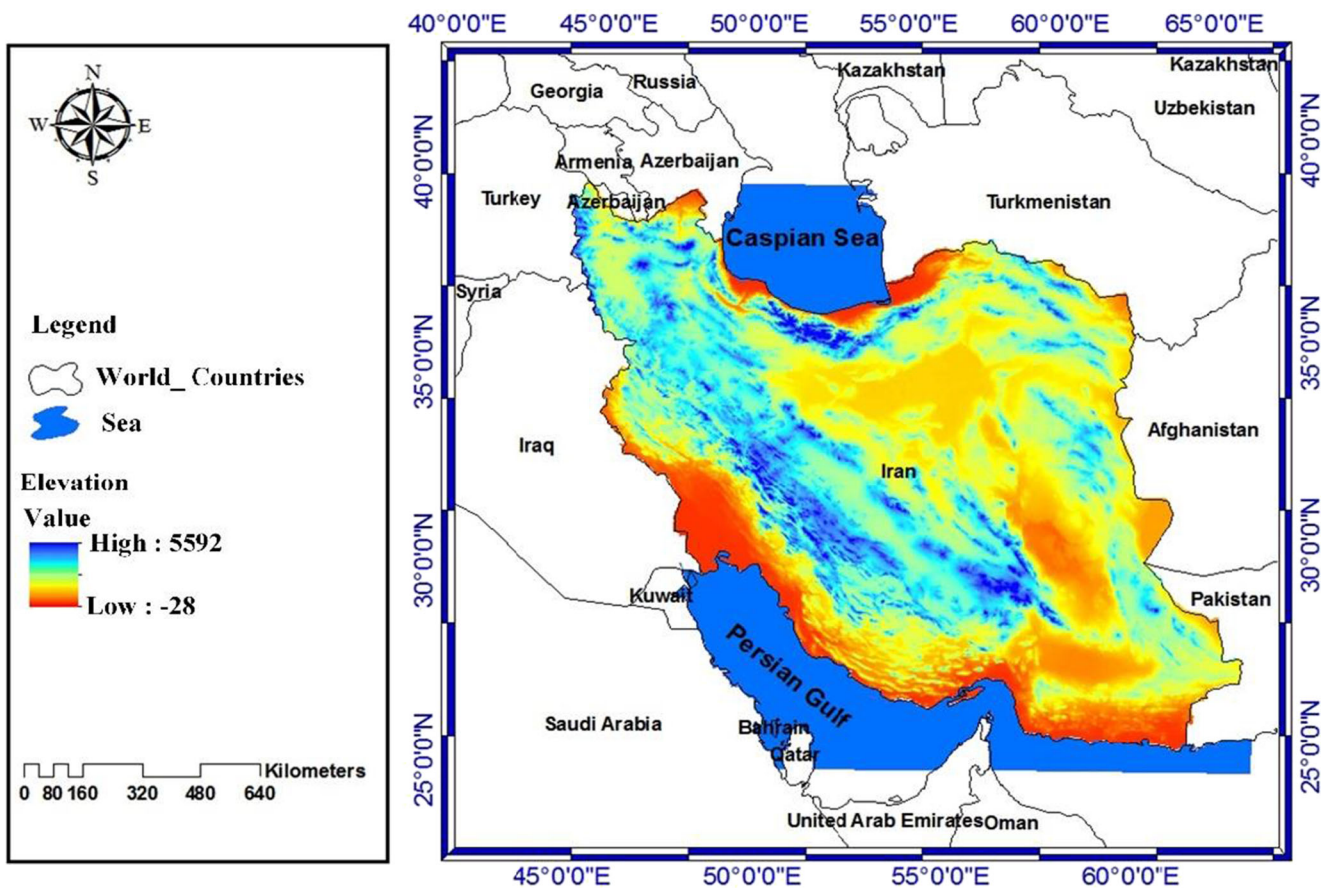 40°0'0"E 45°0'0"E 50°0'0"E 55°0'0"E 60°0'0"E 65°0'0"E
N
W E
S
Legend
World_ Countries
Sea
Elevation
Value
High : 5592
Low : -28
Kilometers
0 80 160 320 480 640
40°0'0"N
35°0'0"N
30°0'0"N
25°0'0"N
Kazakhstan
Kazakhstan
Russia
Georgia
Uzbekistan
Armenia
Azerbaijan
Turkey
Azerbaijan
Turkmenistan
Caspian Sea
Syria
Iraq
Iran
Afghanistan
Kuwait
Pakistan
Persian Gulf
Saudi Arabia
Bahrain
Qatar
United Arab Emirates
Oman
40°0'0"N
35°0'0"N
30°0'0"N
25°0'0"N
45°0'0"E 50°0'0"E 55°0'0"E 60°0'0"E